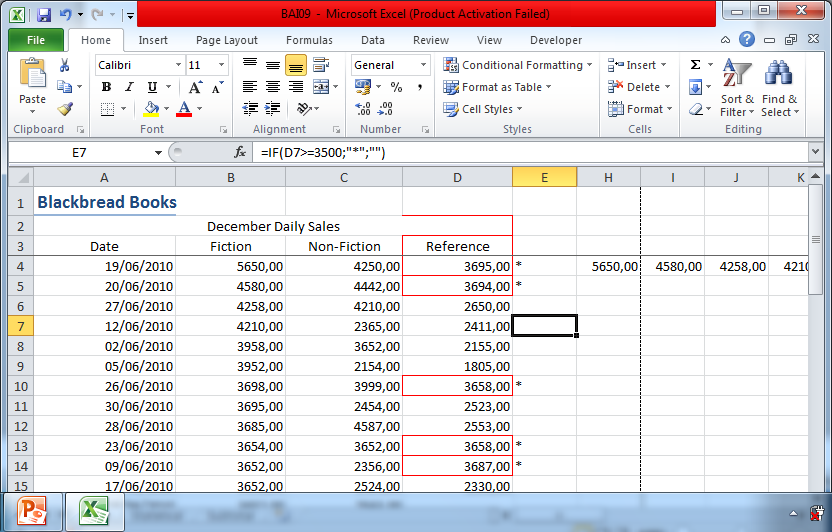 BAI09 - Microsoft Excel (Product Activation Failed)
File Home Insert Page Layout Formulas Data Review View Developer
Paste Calibri 11 General Conditional Formatting Insert Σ
B I U A A % , Format as Table Delete Sort & Find &
A Cell Styles Format Filter Select
Clipboard Font Alignment Number Styles Cells Editing
E7 fx =IF(D7>=3500;"*";"")
A B C D E H I J K
1 Blackbread Books
2 December Daily Sales
3 Date Fiction Non-Fiction Reference
4 19/06/2010 5650,00 4250,00 3695,00 * 5650,00 4580,00 4258,00 4210
5 20/06/2010 4580,00 4442,00 3694,00 *
6 27/06/2010 4258,00 4210,00 2650,00
7 12/06/2010 4210,00 2365,00 2411,00
8 02/06/2010 3958,00 3652,00 2155,00
9 05/06/2010 3952,00 2154,00 1805,00
10 26/06/2010 3698,00 3999,00 3658,00 *
11 30/06/2010 3695,00 2454,00 2523,00
12 28/06/2010 3685,00 4587,00 2553,00
13 23/06/2010 3654,00 3652,00 3658,00 *
14 09/06/2010 3652,00 2356,00 3687,00 *
15 17/06/2010 3652,00 2524,00 2330,00